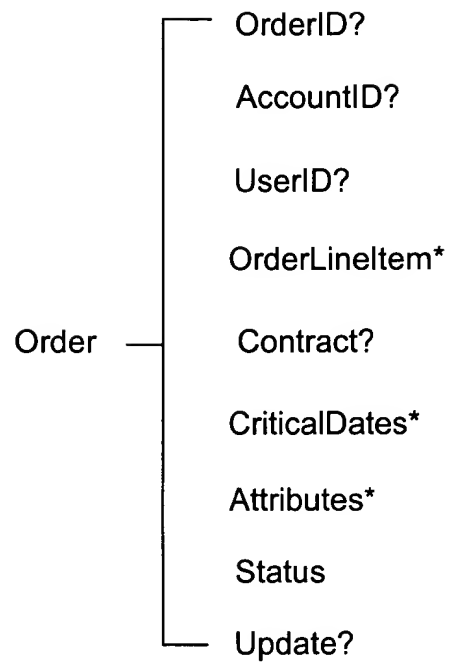 OrderID?
AccountID?
UserID?
OrderLineItem*
Order
Contract?
CriticalDates*
Attributes*
Status
Update?